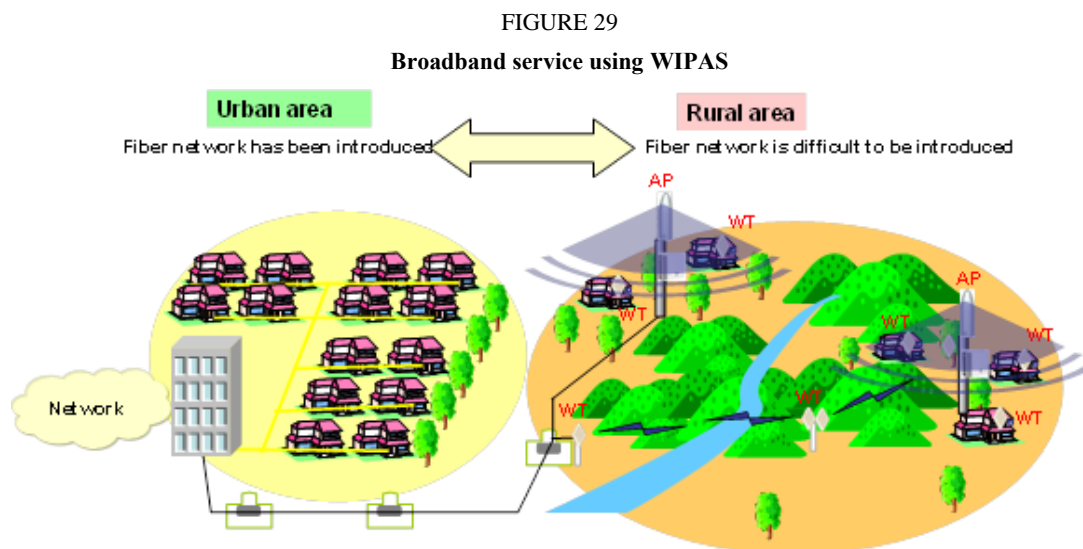 FIGURE 29
Broadband service using WIPAS
Urban area
Rural area
Fiber network has been introduced
Fiber network is difficult to be introduced
AP
WT
WT
AP
WT
WT
WT
WT
WT
Network